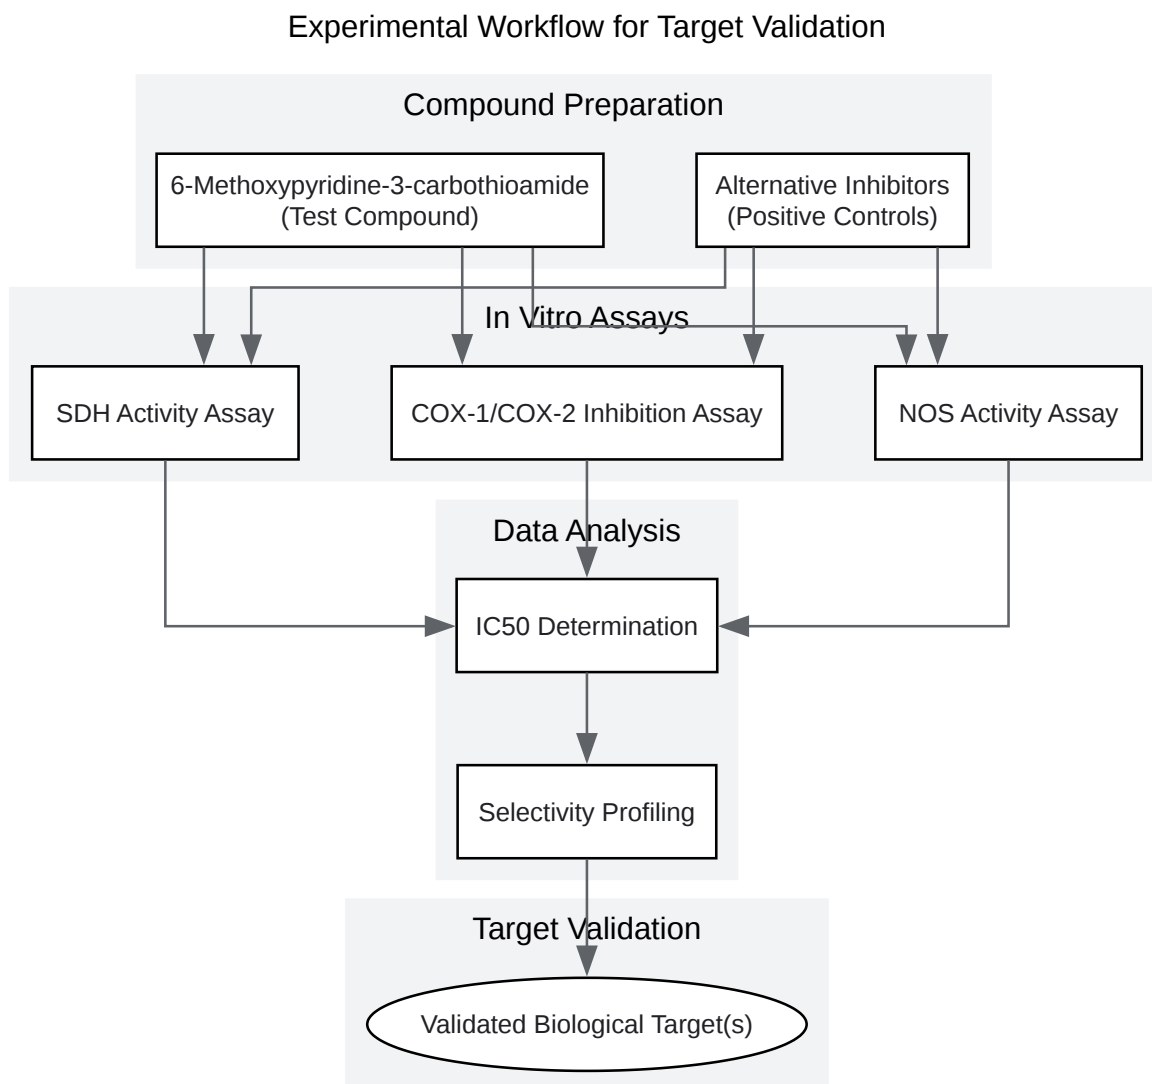 Experimental Workflow for Target Validation
Compound Preparation
6-Methoxypyridine-3-carbothioamide
(Test Compound)
Alternative Inhibitors
(Positive Controls)
In Vitro Assays
SDH Activity Assay
COX-1/COX-2 Inhibition Assay
NOS Activity Assay
Data Analysis
IC50 Determination
Selectivity Profiling
Target Validation
Validated Biological Target(s)